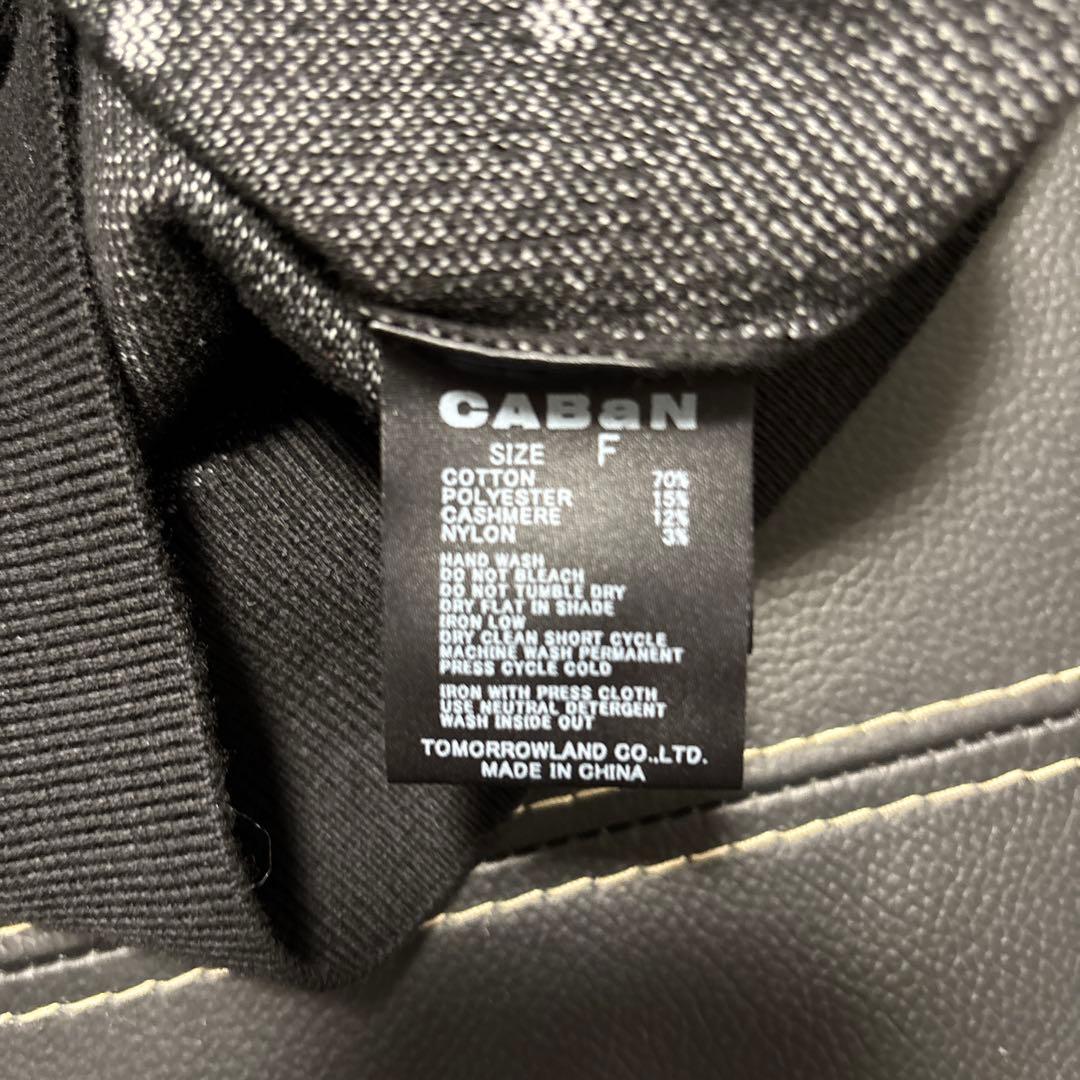 CABaN
SIZE F
COTTON 70%
POLYESTER 15%
CASHMERE 12%
NYLON 3%
HAND WASH
DO NOT BLEACH
DO NOT TUMBLE DRY
DRY FLAT IN SHADE
IRON LOW
DRY CLEAN SHORT CYCLE
MACHINE WASH PERMANENT
PRESS CYCLE COLD
IRON WITH PRESS CLOTH
USE NEUTRAL DETERGENT
WASH INSIDE OUT
TOMORROWLAND CO.,LTD.
MADE IN CHINA